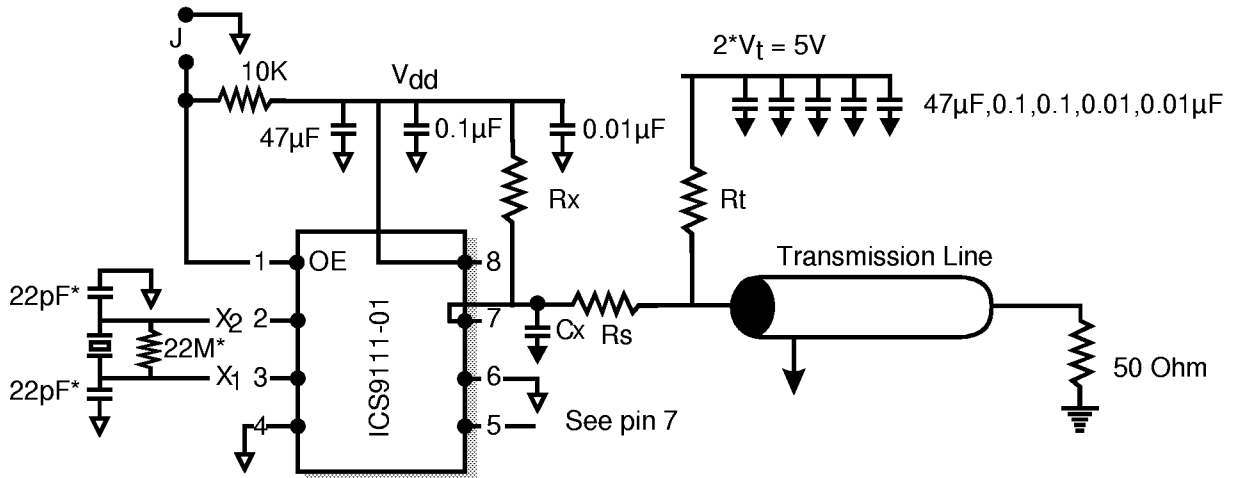 J
10K
Vdd
2*Vt = 5V
47µF
0.1µF
0.01µF
47µF,0.1,0.1,0.01,0.01µF
Rx
Rt
Transmission Line
1
OE
8
22pF*
X2
2
7
Cx
Rs
22M*
ICS9111-01
50 Ohm
22pF*
X1
3
6
4
5
See pin 7